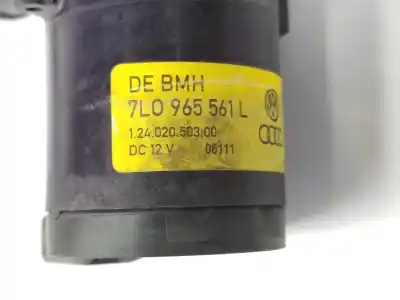 DE BMH
7L0 965 561 L
1.24.020.503.00
DC 12 V 06111